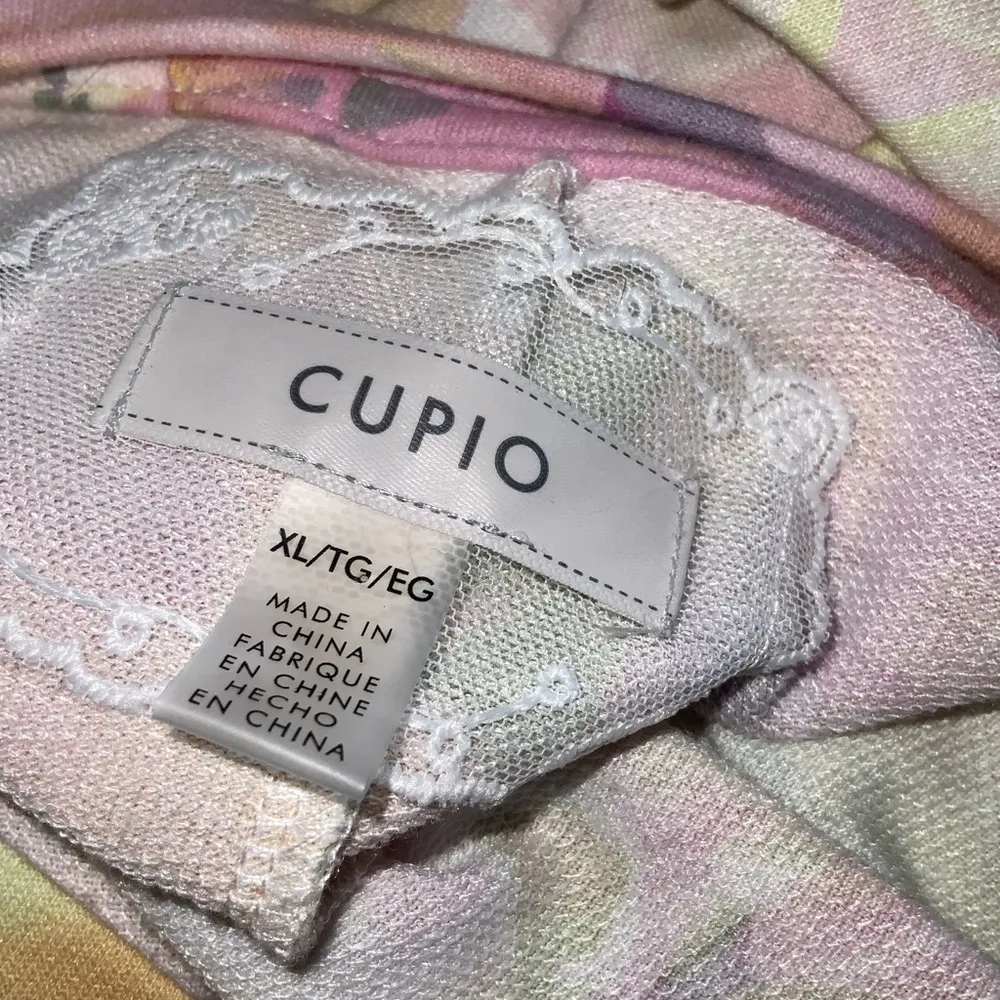 CUPIO
XL/TG/EG
MADE IN
CHINA
FABRIQUE
EN CHINE
HECHO
EN CHINA